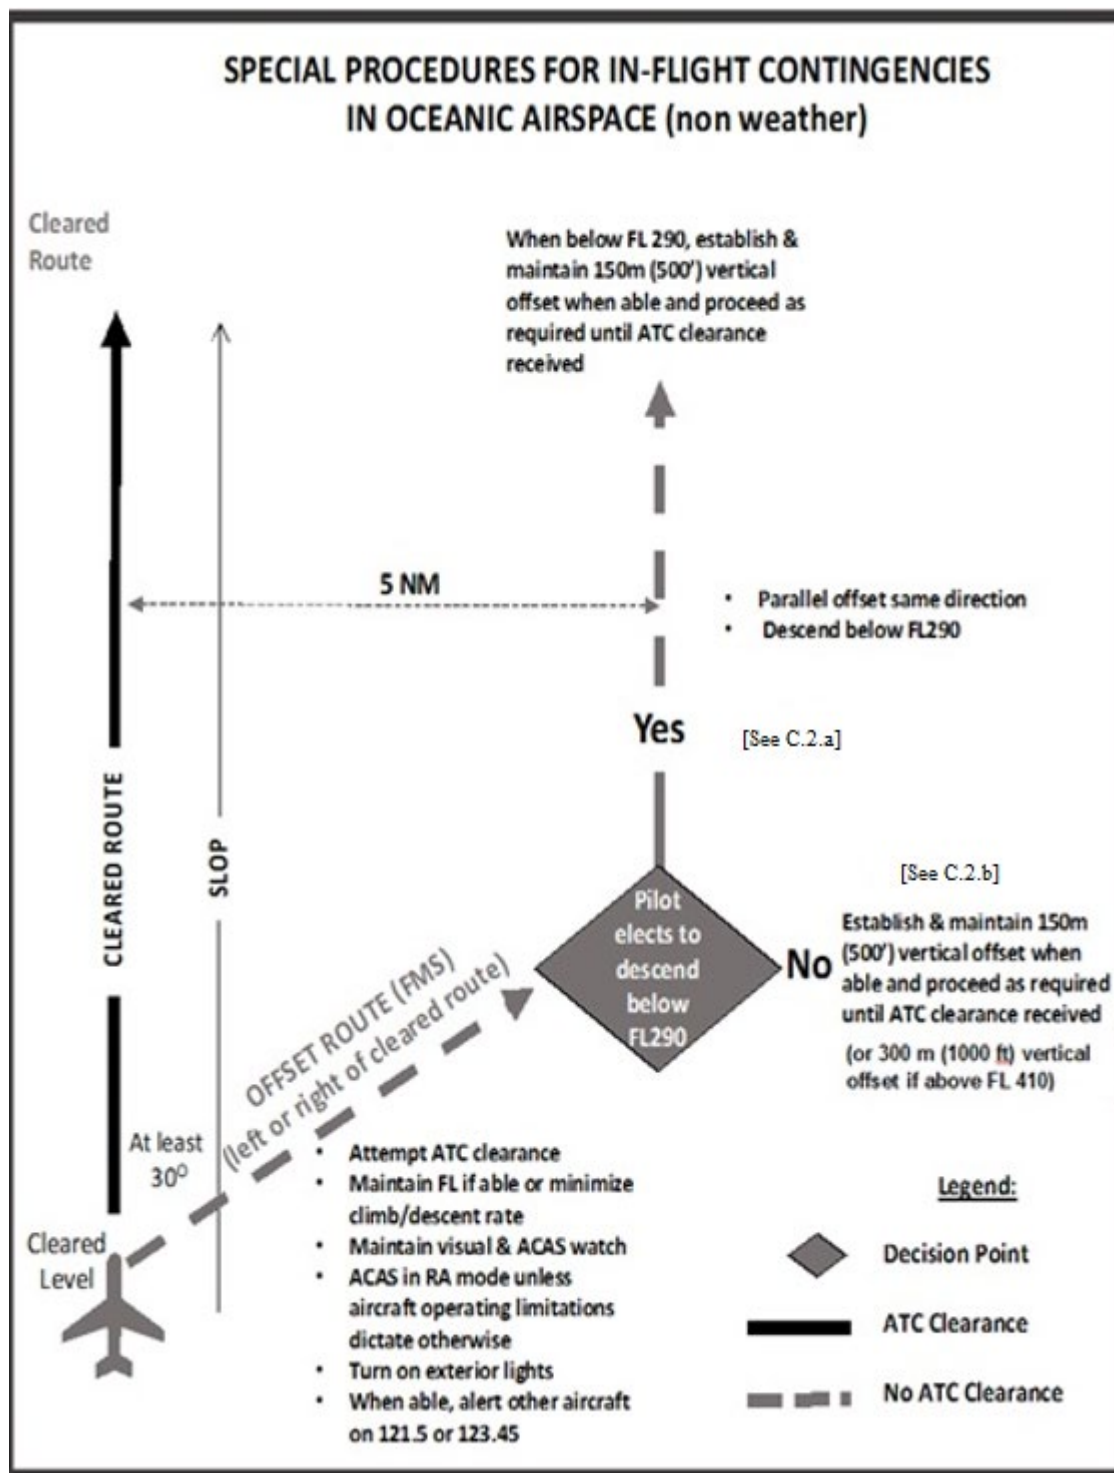 SPECIAL PROCEDURES FOR IN-FLIGHT CONTINGENCIES
IN OCEANIC AIRSPACE (non weather)
Cleared
Route
When below FL 290, establish &
maintain 150m (500') vertical
offset when able and proceed as
required until ATC clearance
received
5 NM
• Parallel offset same direction
• Descend below FL290
Yes
[See C.2.a]
CLEARED ROUTE
SLOP
[See C.2.b]
Pilot
elects to
descend
below
FL290
No
Establish & maintain 150m
(500') vertical offset when
able and proceed as required
until ATC clearance received
(or 300 m (1000 ft) vertical
offset if above FL 410)
OFFSET ROUTE (FMS)
(left or right of cleared route)
At least
30⁰
• Attempt ATC clearance
• Maintain FL if able or minimize
climb/descent rate
• Maintain visual & ACAS watch
• ACAS in RA mode unless
aircraft operating limitations
dictate otherwise
• Turn on exterior lights
• When able, alert other aircraft
on 121.5 or 123.45
Cleared
Level
Legend:
Decision Point
ATC Clearance
No ATC Clearance